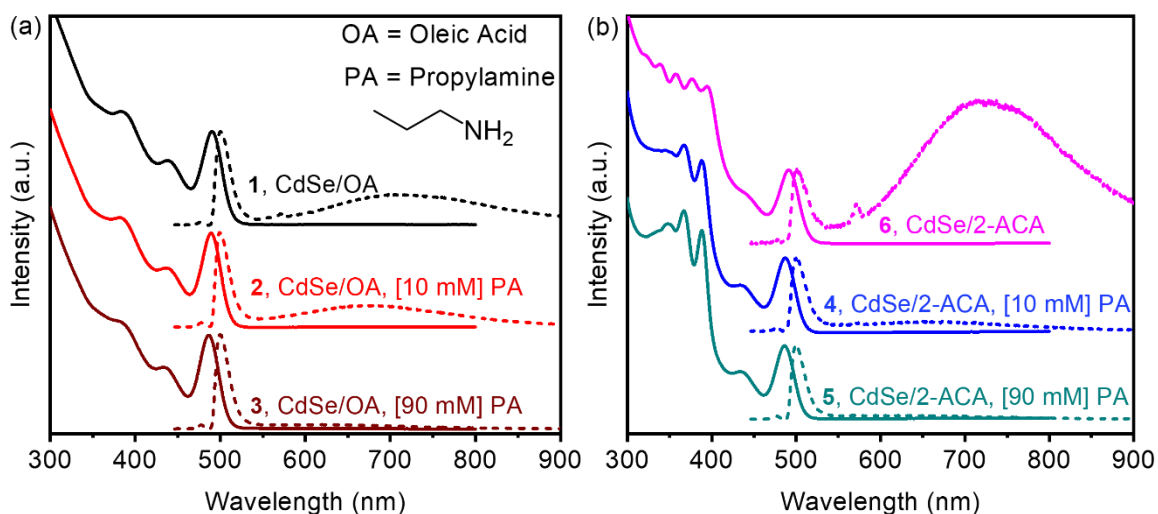 (a)
OA = Oleic Acid
PA = Propylamine
NH2
1, CdSe/OA
2, CdSe/OA, [10 mM] PA
3, CdSe/OA, [90 mM] PA
Intensity (a.u.)
300 400 500 600 700 800 900
Wavelength (nm)
(b)
6, CdSe/2-ACA
4, CdSe/2-ACA, [10 mM] PA
5, CdSe/2-ACA, [90 mM] PA
Intensity (a.u.)
300 400 500 600 700 800 900
Wavelength (nm)